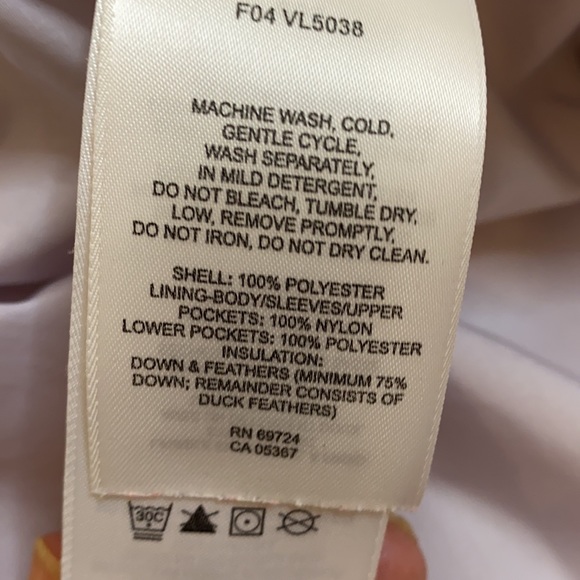 F04 VL5038
MACHINE WASH, COLD,
GENTLE CYCLE,
WASH SEPARATELY,
IN MILD DETERGENT,
DO NOT BLEACH, TUMBLE DRY,
LOW, REMOVE PROMPTLY,
DO NOT IRON, DO NOT DRY CLEAN.
SHELL: 100% POLYESTER
LINING-BODY/SLEEVES/UPPER
POCKETS: 100% NYLON
LOWER POCKETS: 100% POLYESTER
INSULATION:
DOWN & FEATHERS (MINIMUM 75%
DOWN; REMAINDER CONSISTS OF
DUCK FEATHERS)
RN 69724
CA 05367
30C